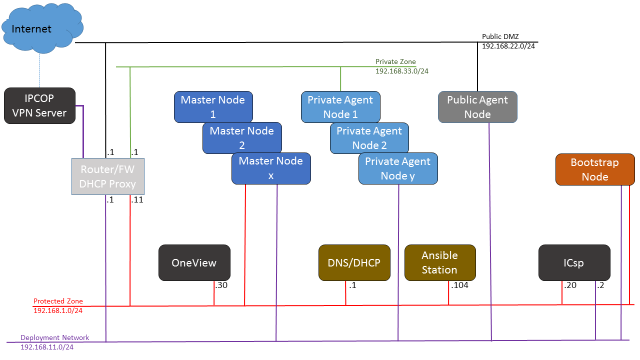 Internet
Public DMZ
192.168.22.0/24
Private Zone
192.168.33.0/24
IPCOP
VPN Server
Master Node
1
Master Node
2
Master Node
x
Private Agent
Node 1
Private Agent
Node 2
Private Agent
Node y
Public Agent
Node
.1
.1
Router/FW
DHCP Proxy
.1
.11
Bootstrap
Node
OneView
DNS/DHCP
Ansible
Station
ICsp
.30
.1
.104
.20
.2
Protected Zone
192.168.1.0/24
Deployment Network
192.168.11.0/24